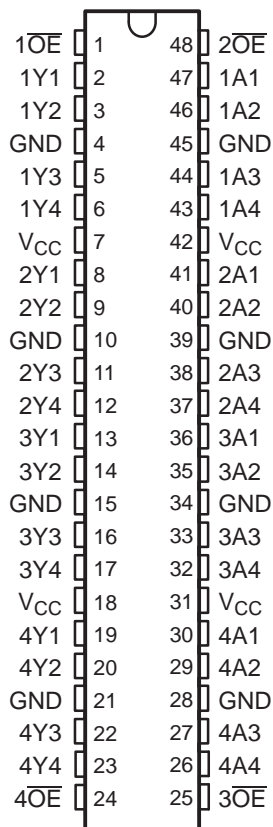 1O̅E̅ 1 48 2O̅E̅
1Y1 2 47 1A1
1Y2 3 46 1A2
GND 4 45 GND
1Y3 5 44 1A3
1Y4 6 43 1A4
VCC 7 42 VCC
2Y1 8 41 2A1
2Y2 9 40 2A2
GND 10 39 GND
2Y3 11 38 2A3
2Y4 12 37 2A4
3Y1 13 36 3A1
3Y2 14 35 3A2
GND 15 34 GND
3Y3 16 33 3A3
3Y4 17 32 3A4
VCC 18 31 VCC
4Y1 19 30 4A1
4Y2 20 29 4A2
GND 21 28 GND
4Y3 22 27 4A3
4Y4 23 26 4A4
4O̅E̅ 24 25 3O̅E̅